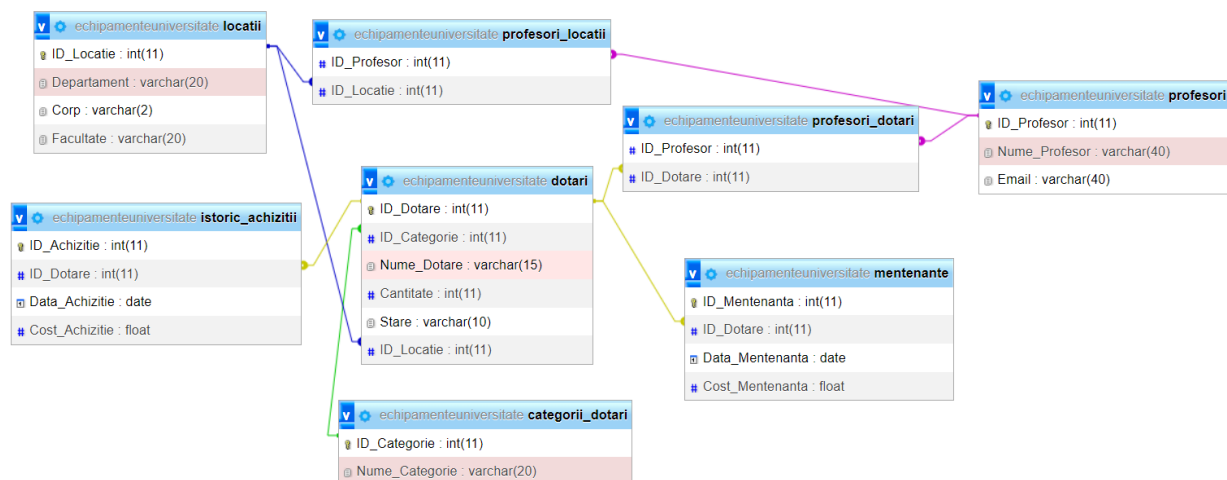 v echipamenteuniversitate locatii
ID_Locatie : int(11)
Departament : varchar(20)
Corp : varchar(2)
Facultate : varchar(20)
v echipamenteuniversitate profesori_locatii
# ID_Profesor : int(11)
# ID_Locatie : int(11)
v echipamenteuniversitate profesori
ID_Profesor : int(11)
Nume_Profesor : varchar(40)
Email : varchar(40)
v echipamenteuniversitate profesori_dotari
# ID_Profesor : int(11)
# ID_Dotare : int(11)
v echipamenteuniversitate dotari
ID_Dotare : int(11)
# ID_Categorie : int(11)
Nume_Dotare : varchar(15)
# Cantitate : int(11)
Stare : varchar(10)
# ID_Locatie : int(11)
v echipamenteuniversitate istoric_achizitii
ID_Achizitie : int(11)
# ID_Dotare : int(11)
Data_Achizitie : date
# Cost_Achizitie : float
v echipamenteuniversitate mentenante
ID_Mentenanta : int(11)
# ID_Dotare : int(11)
Data_Mentenanta : date
# Cost_Mentenanta : float
v echipamenteuniversitate categorii_dotari
ID_Categorie : int(11)
Nume_Categorie : varchar(20)